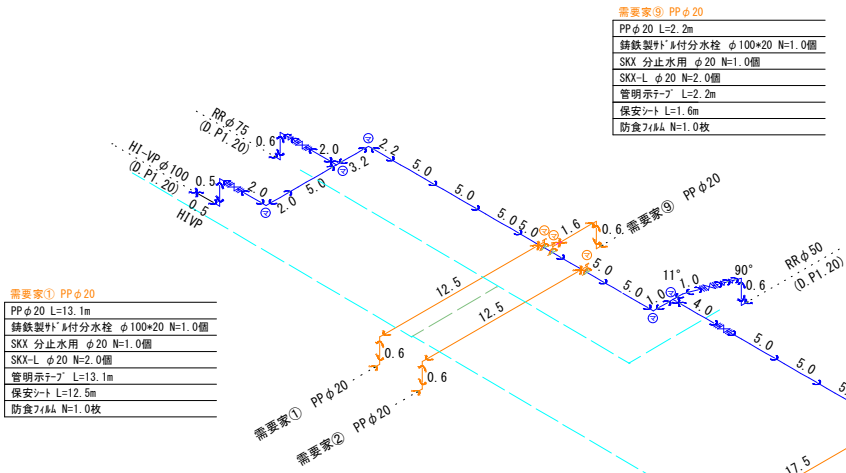 需要家⑨ PPφ20
PPφ20 L=2.2m
鋳鉄製ｻﾄﾞﾙ付分水栓 φ100*20 N=1.0個
SKX 分止水用 φ20 N=1.0個
SKX-L φ20 N=2.0個
管明示ﾃｰﾌﾟ L=2.2m
保安ｼｰﾄ L=1.6m
防食ﾌｨﾙﾑ N=1.0枚
RRφ75
(D.P1.20)
0.6
2.0
3.2
㋮
㋮
2.2
HI-VPφ100
(D.P1.20)
0.5
0.5
HIVP
2.0
㋮
2.0
5.0
5.0
5.0
5.0
5.0
㋮
㋮
1.6
0.6
需要家⑨ PPφ20
㋮
5.0
5.0
㋮
1.0
11°
㋮
1.0
90°
0.6
RRφ50
(D.P1.20)
4.0
5.0
5.0
5.0
12.5
12.5
0.6
0.6
需要家① PPφ20
需要家② PPφ20
17.5
需要家① PPφ20
PPφ20 L=13.1m
鋳鉄製ｻﾄﾞﾙ付分水栓 φ100*20 N=1.0個
SKX 分止水用 φ20 N=1.0個
SKX-L φ20 N=2.0個
管明示ﾃｰﾌﾟ L=13.1m
保安ｼｰﾄ L=12.5m
防食ﾌｨﾙﾑ N=1.0枚